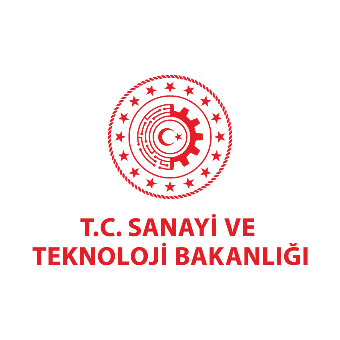 T.C. SANAYİ VE
TEKNOLOJİ BAKANLIĞI